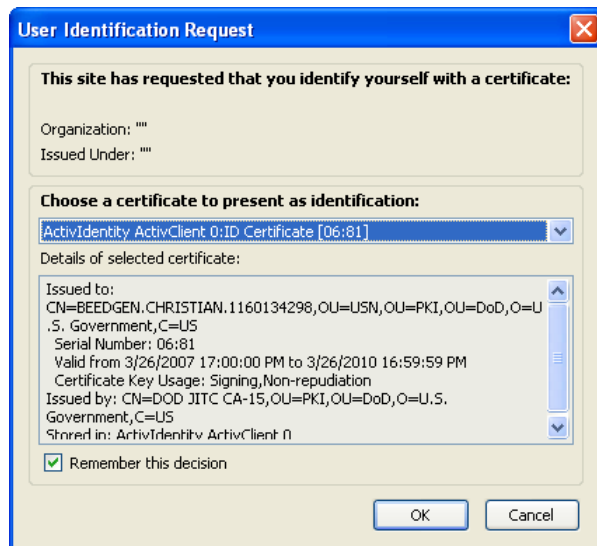 User Identification Request
This site has requested that you identify yourself with a certificate:
Organization: ""
Issued Under: ""
Choose a certificate to present as identification:
ActivIdentity ActivClient 0:ID Certificate [06:81]
Details of selected certificate:
Issued to:
CN=BEEDGEN.CHRISTIAN.1160134298,OU=USN,OU=PKI,OU=DoD,O=U
.S. Government,C=US
Serial Number: 06:81
Valid from 3/26/2007 17:00:00 PM to 3/26/2010 16:59:59 PM
Certificate Key Usage: Signing,Non-repudiation
Issued by: CN=DOD JITC CA-15,OU=PKI,OU=DoD,O=U.S.
Government,C=US
Stored in: ActivIdentity ActivClient 0
Remember this decision
OK Cancel